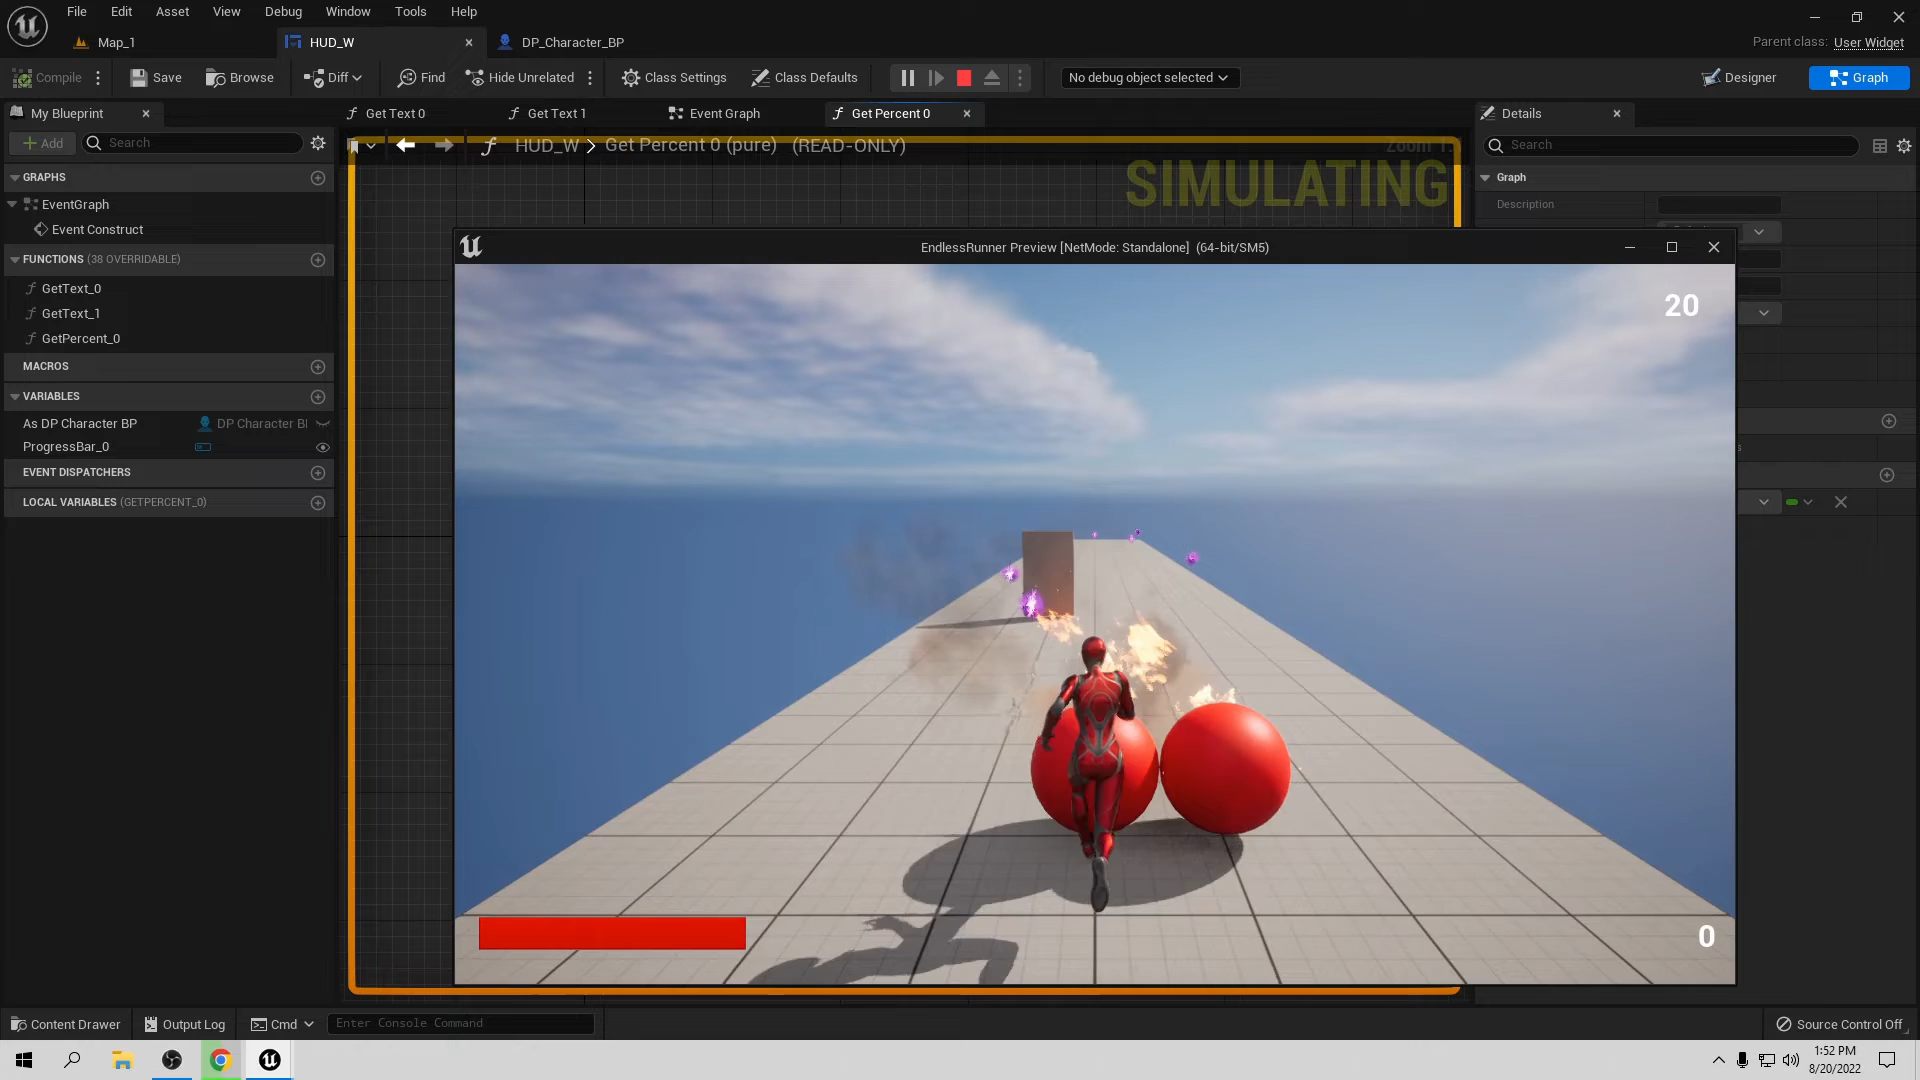 File Edit Asset View Debug Window Tools Help
Map_1 HUD_W DP_Character_BP
Parent class: User Widget
Compile Save Browse Diff Find Hide Unrelated Class Settings Class Defaults No debug object selected Designer Graph
My Blueprint Get Text 0 Get Text 1 Event Graph Get Percent 0 Details
Add Search HUD_W > Get Percent 0 (pure) (READ-ONLY) Search
SIMULATING
GRAPHS
EventGraph
Event Construct
FUNCTIONS (38 OVERRIDABLE)
GetText_0
GetText_1
GetPercent_0
MACROS
VARIABLES
As DP Character BP DP Character
ProgressBar_0
EVENT DISPATCHERS
LOCAL VARIABLES (GETPERCENT_0)
Graph
Description
EndlessRunner Preview [NetMode: Standalone] (64-bit/SM5)
20
0
Content Drawer Output Log Cmd Enter Console Command Source Control Off
1:52 PM
8/20/2022